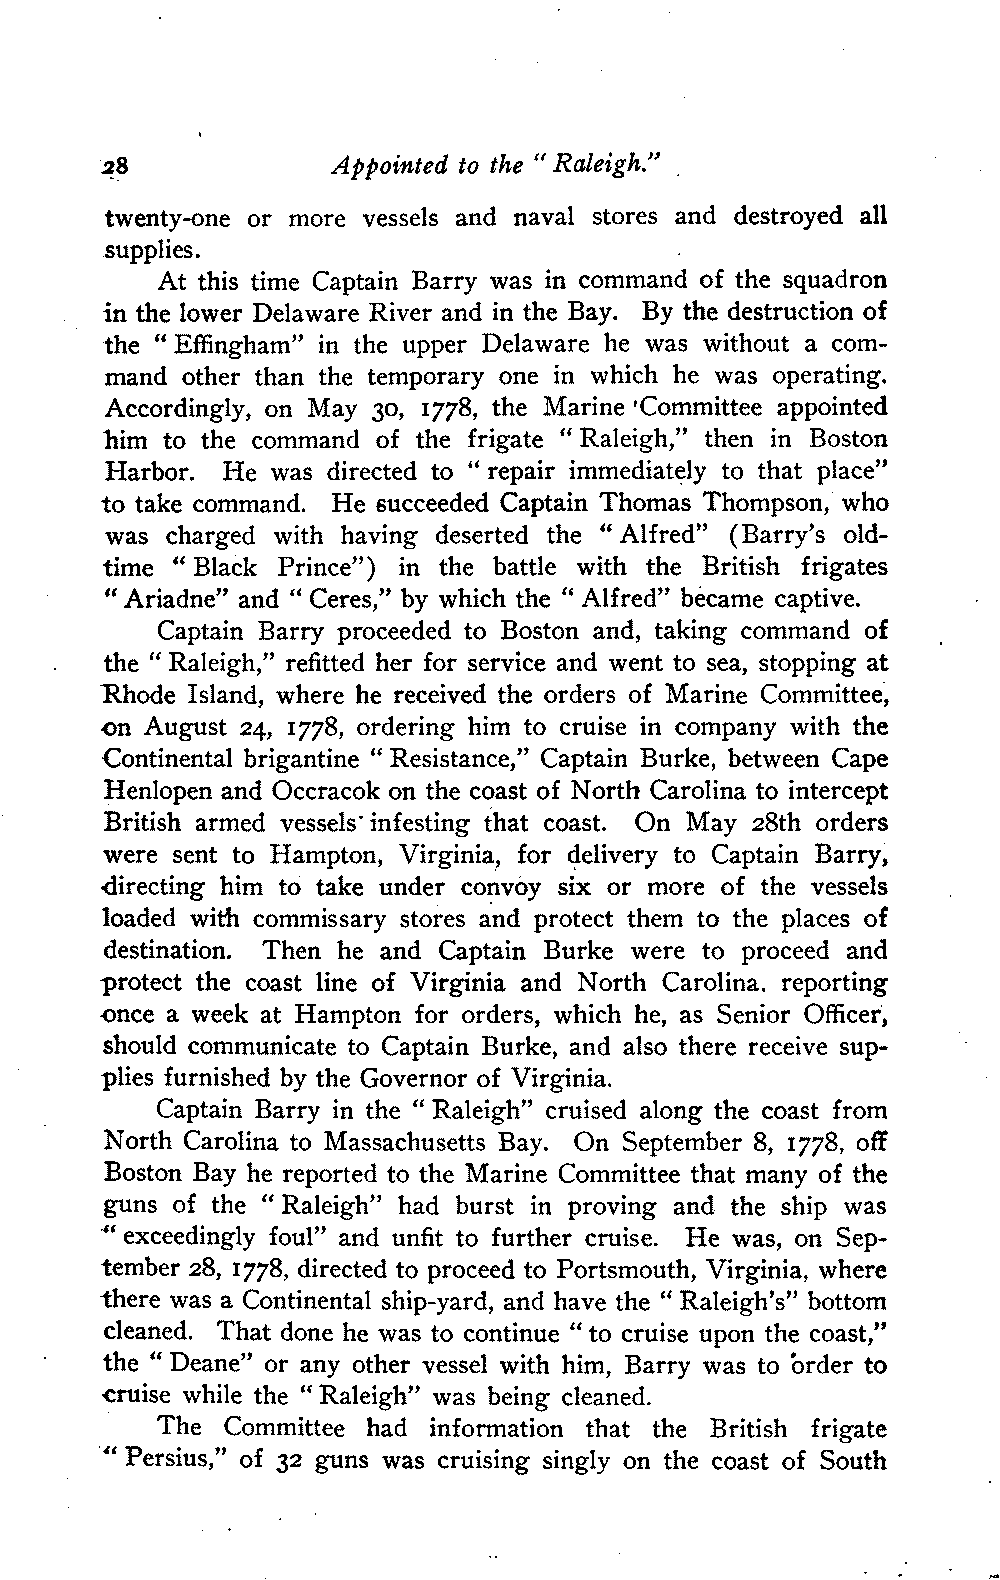 28 Appointed to the " Raleigh."
twenty-one or more vessels and naval stores and destroyed all
supplies.
At this time Captain Barry was in command of the squadron
in the lower Delaware River and in the Bay. By the destruction of
the " Effingham" in the upper Delaware he was without a com-
mand other than the temporary one in which he was operating.
Accordingly, on May 30, 1778, the Marine 'Committee appointed
him to the command of the frigate " Raleigh," then in Boston
Harbor. He was directed to " repair immediately to that place"
to take command. He succeeded Captain Thomas Thompson, who
was charged with having deserted the " Alfred" (Barry's old-
time " Black Prince") in the battle with the British frigates
" Ariadne" and " Ceres," by which the " Alfred" became captive.
Captain Barry proceeded to Boston and, taking command of
the " Raleigh," refitted her for service and went to sea, stopping at
Rhode Island, where he received the orders of Marine Committee,
on August 24, 1778, ordering him to cruise in company with the
Continental brigantine " Resistance," Captain Burke, between Cape
Henlopen and Occracok on the coast of North Carolina to intercept
British armed vessels infesting that coast. On May 28th orders
were sent to Hampton, Virginia, for delivery to Captain Barry,
directing him to take under convoy six or more of the vessels
loaded with commissary stores and protect them to the places of
destination. Then he and Captain Burke were to proceed and
protect the coast line of Virginia and North Carolina. reporting
once a week at Hampton for orders, which he, as Senior Officer,
should communicate to Captain Burke, and also there receive sup-
plies furnished by the Governor of Virginia.
Captain Barry in the " Raleigh" cruised along the coast from
North Carolina to Massachusetts Bay. On September 8, 1778, off
Boston Bay he reported to the Marine Committee that many of the
guns of the " Raleigh" had burst in proving and the ship was
" exceedingly foul" and unfit to further cruise. He was, on Sep-
tember 28, 1778, directed to proceed to Portsmouth, Virginia, where
there was a Continental ship-yard, and have the " Raleigh's" bottom
cleaned. That done he was to continue " to cruise upon the coast,"
the " Deane" or any other vessel with him, Barry was to order to
cruise while the " Raleigh" was being cleaned.
The Committee had information that the British frigate
" Persius," of 32 guns was cruising singly on the coast of South